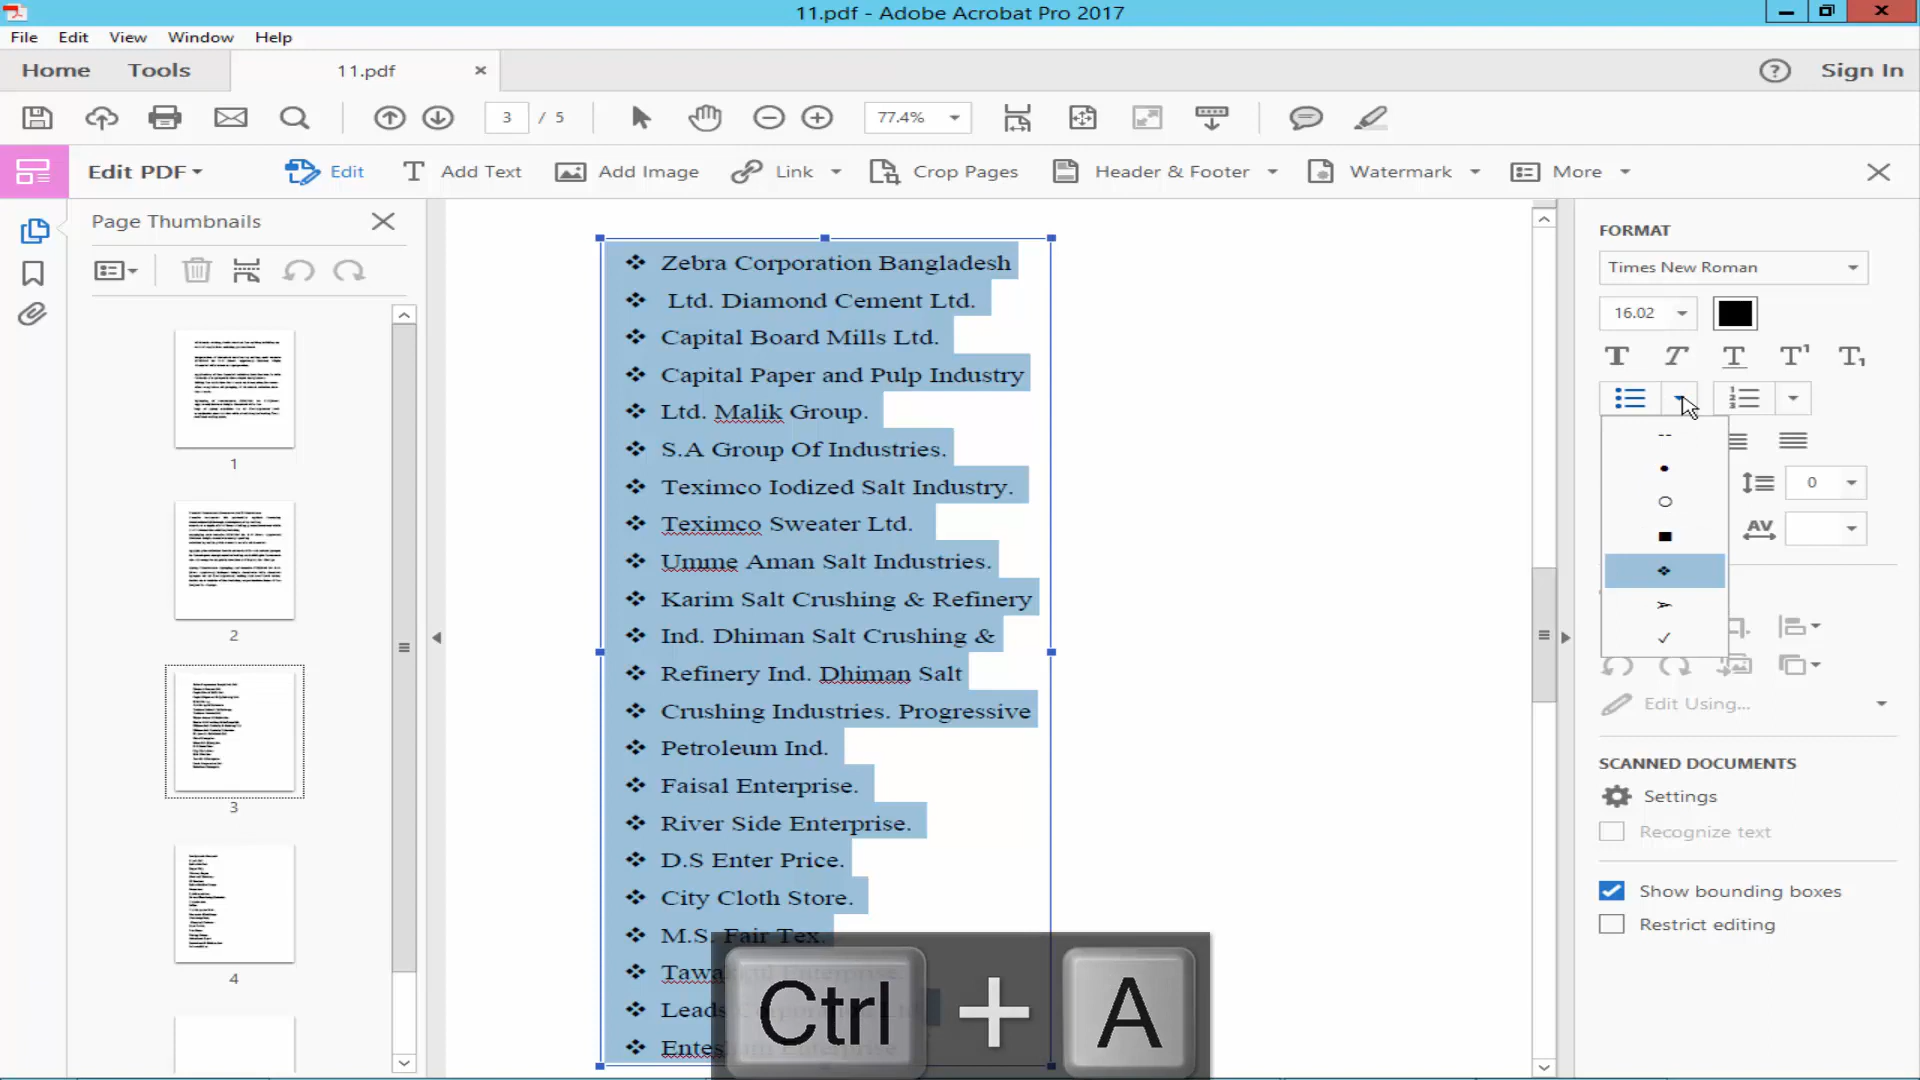 11.pdf - Adobe Acrobat Pro 2017
File Edit View Window Help
Home Tools 11.pdf × Sign In
3 / 5 77.4%
Edit PDF Edit Add Text Add Image Link Crop Pages Header & Footer Watermark More
Page Thumbnails
1
2
3
4
❖ Zebra Corporation Bangladesh
❖ Ltd. Diamond Cement Ltd.
❖ Capital Board Mills Ltd.
❖ Capital Paper and Pulp Industry
❖ Ltd. Malik Group.
❖ S.A Group Of Industries.
❖ Teximco Iodized Salt Industry.
❖ Teximco Sweater Ltd.
❖ Umme Aman Salt Industries.
❖ Karim Salt Crushing & Refinery
❖ Ind. Dhiman Salt Crushing &
❖ Refinery Ind. Dhiman Salt
❖ Crushing Industries. Progressive
❖ Petroleum Ind.
❖ Faisal Enterprise.
❖ River Side Enterprise.
❖ D.S Enter Price.
❖ City Cloth Store.
❖ M.S. Fair Tex.
❖ Enterprise.
❖ Leads
❖ Enterprise
Ctrl + A
FORMAT
Times New Roman
16.02
0
AV
Edit Using...
SCANNED DOCUMENTS
Settings
Recognize text
Show bounding boxes
Restrict editing